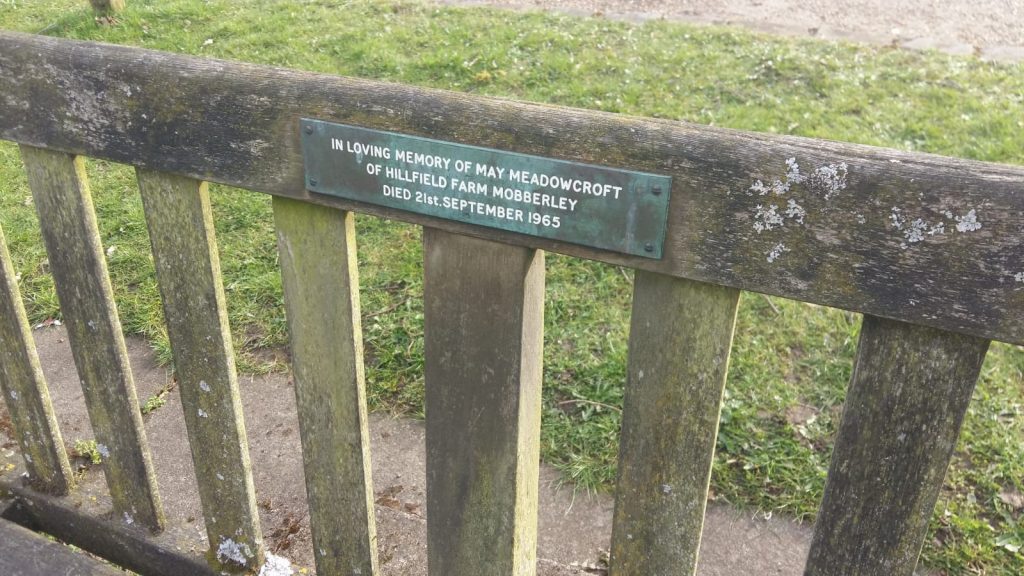 IN LOVING MEMORY OF MAY MEADOWCROFT
OF HILLFIELD FARM MOBBERLEY
DIED 21st. SEPTEMBER 1965